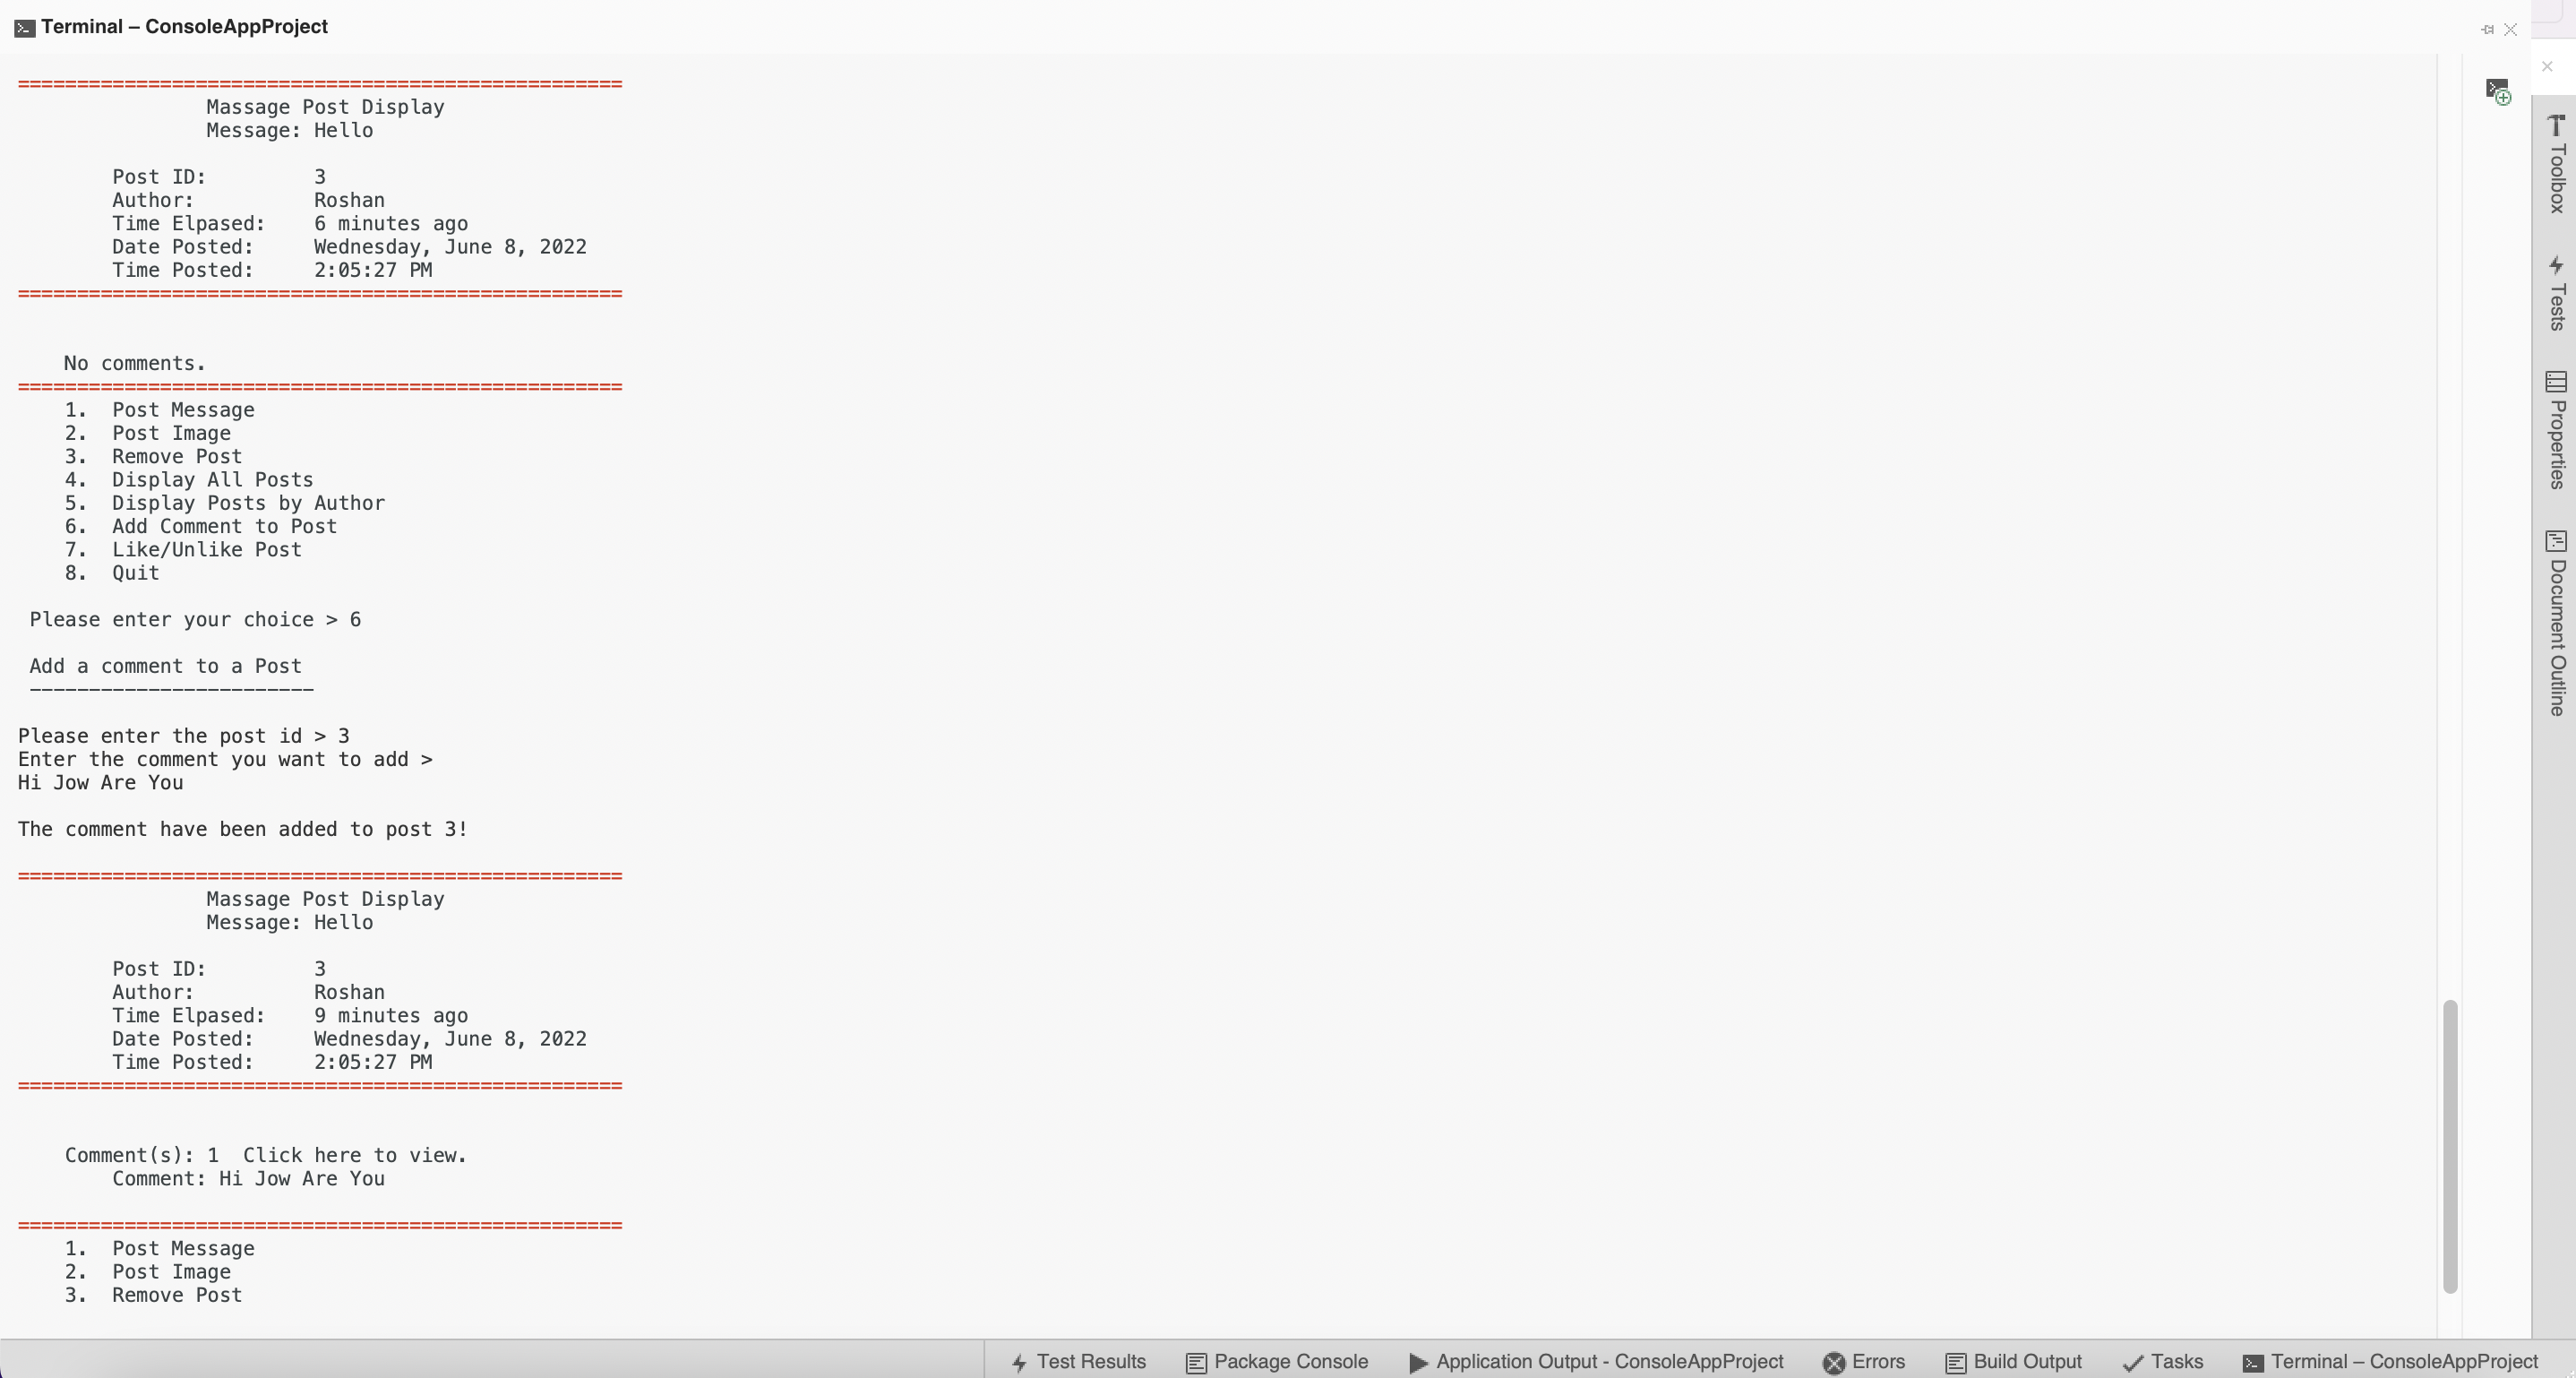 Terminal – ConsoleAppProject
===================================================
Massage Post Display
Message: Hello
Post ID: 3
Author: Roshan
Time Elpased: 6 minutes ago
Date Posted: Wednesday, June 8, 2022
Time Posted: 2:05:27 PM
===================================================
No comments.
===================================================
1. Post Message
2. Post Image
3. Remove Post
4. Display All Posts
5. Display Posts by Author
6. Add Comment to Post
7. Like/Unlike Post
8. Quit
Please enter your choice > 6
Add a comment to a Post
------------------------
Please enter the post id > 3
Enter the comment you want to add >
Hi Jow Are You
The comment have been added to post 3!
===================================================
Massage Post Display
Message: Hello
Post ID: 3
Author: Roshan
Time Elpased: 9 minutes ago
Date Posted: Wednesday, June 8, 2022
Time Posted: 2:05:27 PM
===================================================
Comment(s): 1  Click here to view.
Comment: Hi Jow Are You
===================================================
1. Post Message
2. Post Image
3. Remove Post
Toolbox
Tests
Properties
Document Outline
Test Results
Package Console
Application Output - ConsoleAppProject
Errors
Build Output
Tasks
Terminal – ConsoleAppProject